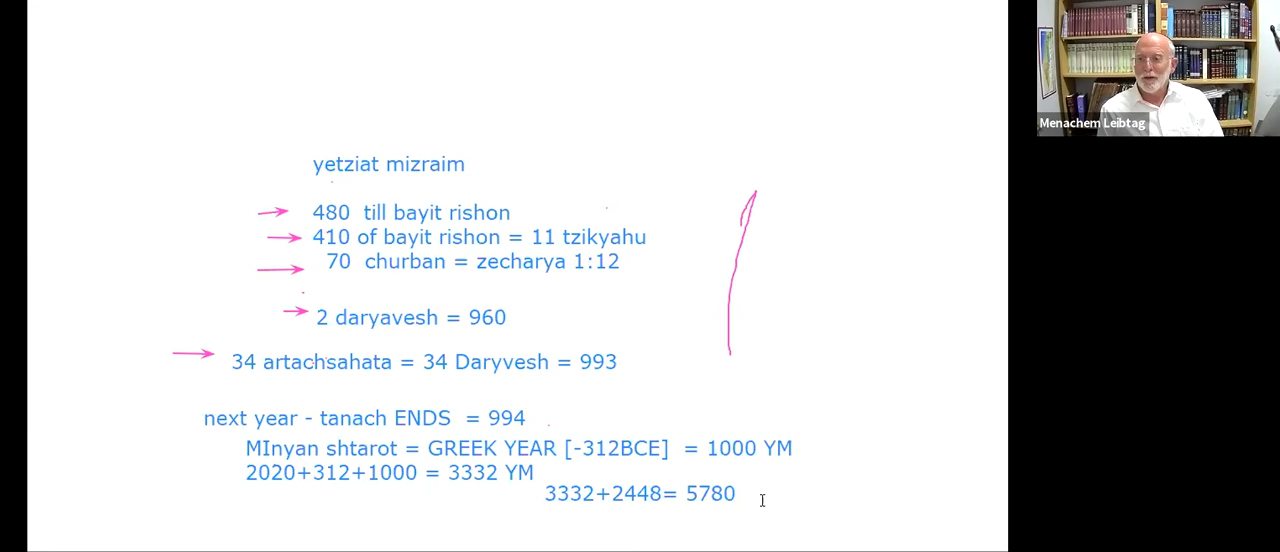 yetziat mizraim
480 till bayit rishon
410 of bayit rishon = 11 tzikyahu
70 churban = zecharya 1:12
2 daryavesh = 960
34 artachsahata = 34 Daryvesh = 993
next year - tanach ENDS = 994
MInyan shtarot = GREEK YEAR [-312BCE] = 1000 YM
2020+312+1000 = 3332 YM
3332+2448= 5780
Menachem Leibtag